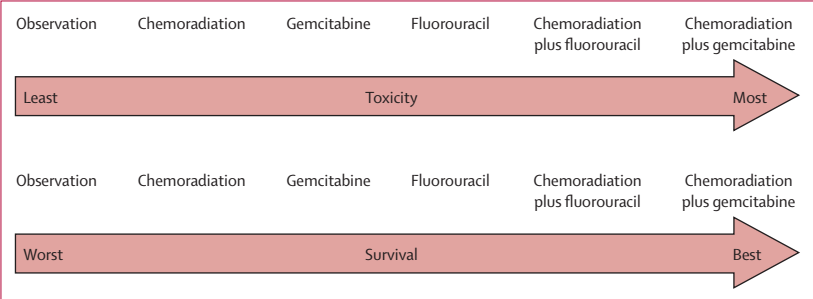 Observation Chemoradiation Gemcitabine Fluorouracil Chemoradiation plus fluorouracil Chemoradiation plus gemcitabine
Least Toxicity Most
Observation Chemoradiation Gemcitabine Fluorouracil Chemoradiation plus fluorouracil Chemoradiation plus gemcitabine
Worst Survival Best